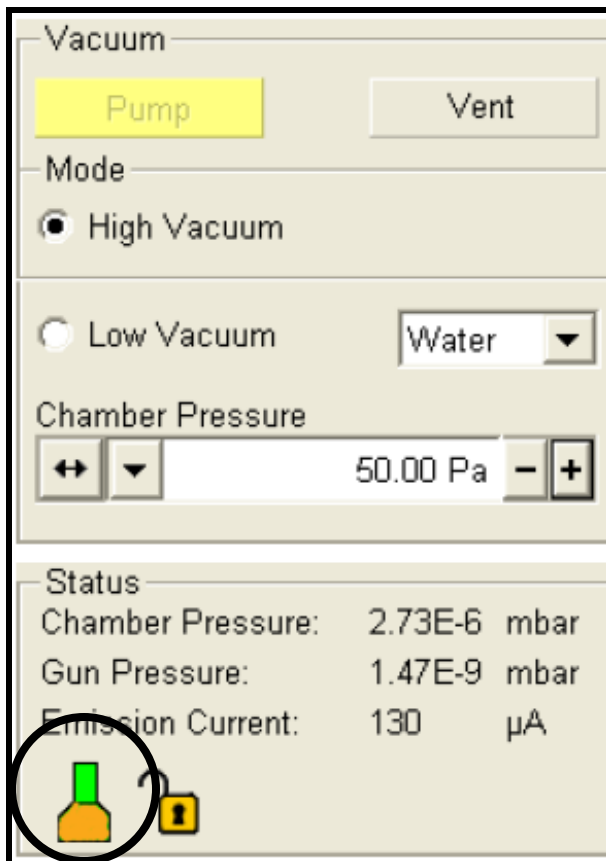 Vacuum
Pump Vent
Mode
High Vacuum
Low Vacuum Water
Chamber Pressure
50.00 Pa
Status
Chamber Pressure: 2.73E-6 mbar
Gun Pressure: 1.47E-9 mbar
Emission Current: 130 µA